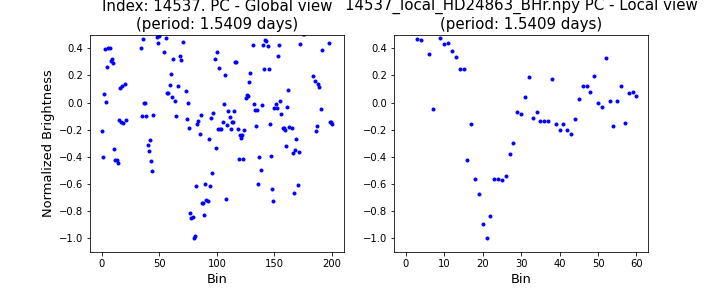 Index: 14537. PC - Global view
(period: 1.5409 days)
14537_local_HD24863_BHr.npy PC - Local view
(period: 1.5409 days)
Normalized Brightness
0.4
0.2
0.0
−0.2
−0.4
−0.6
−0.8
−1.0
0 50 100 150 200
Bin
0.4
0.2
0.0
−0.2
−0.4
−0.6
−0.8
−1.0
0 10 20 30 40 50 60
Bin